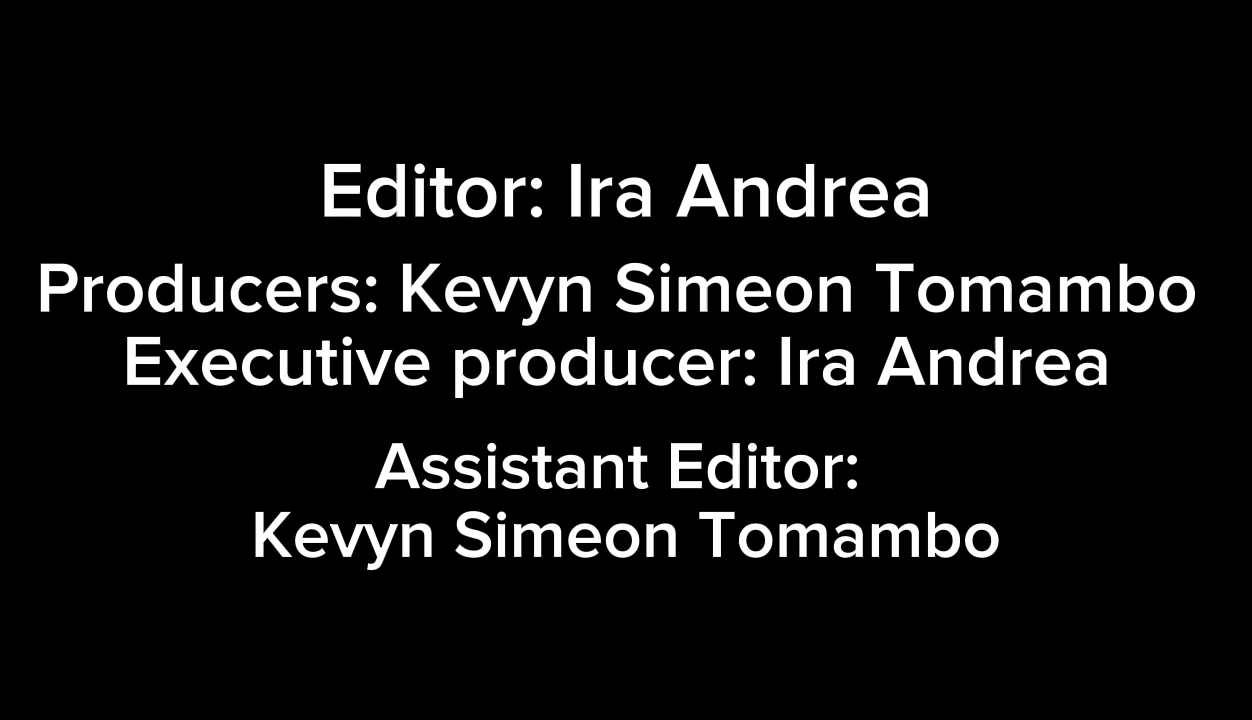 Editor: Ira Andrea
Producers: Kevyn Simeon Tomambo
Executive producer: Ira Andrea
Assistant Editor:
Kevyn Simeon Tomambo